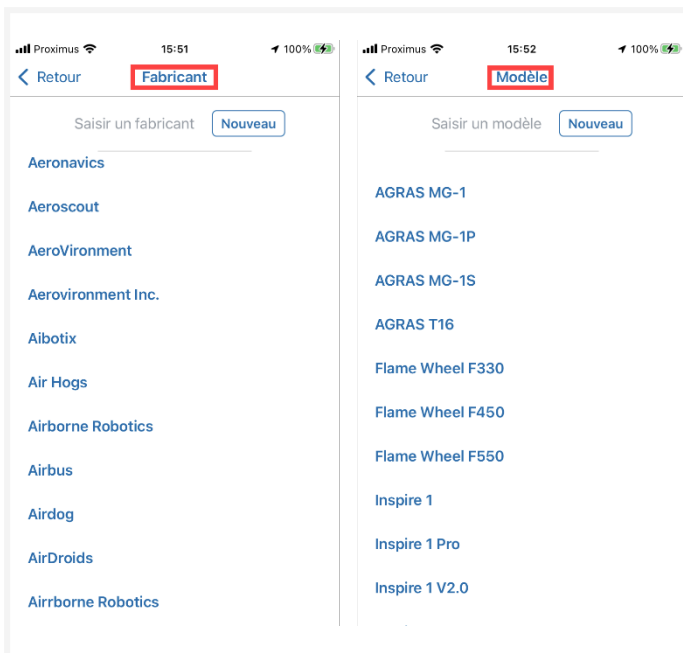 Proximus 15:51 100%
Retour Fabricant
Saisir un fabricant Nouveau
Aeronavics
Aeroscout
AeroVironment
Aerovironment Inc.
Aibotix
Air Hogs
Airborne Robotics
Airbus
Airdog
AirDroids
Airrborne Robotics
Proximus 15:52 100%
Retour Modèle
Saisir un modèle Nouveau
AGRAS MG-1
AGRAS MG-1P
AGRAS MG-1S
AGRAS T16
Flame Wheel F330
Flame Wheel F450
Flame Wheel F550
Inspire 1
Inspire 1 Pro
Inspire 1 V2.0